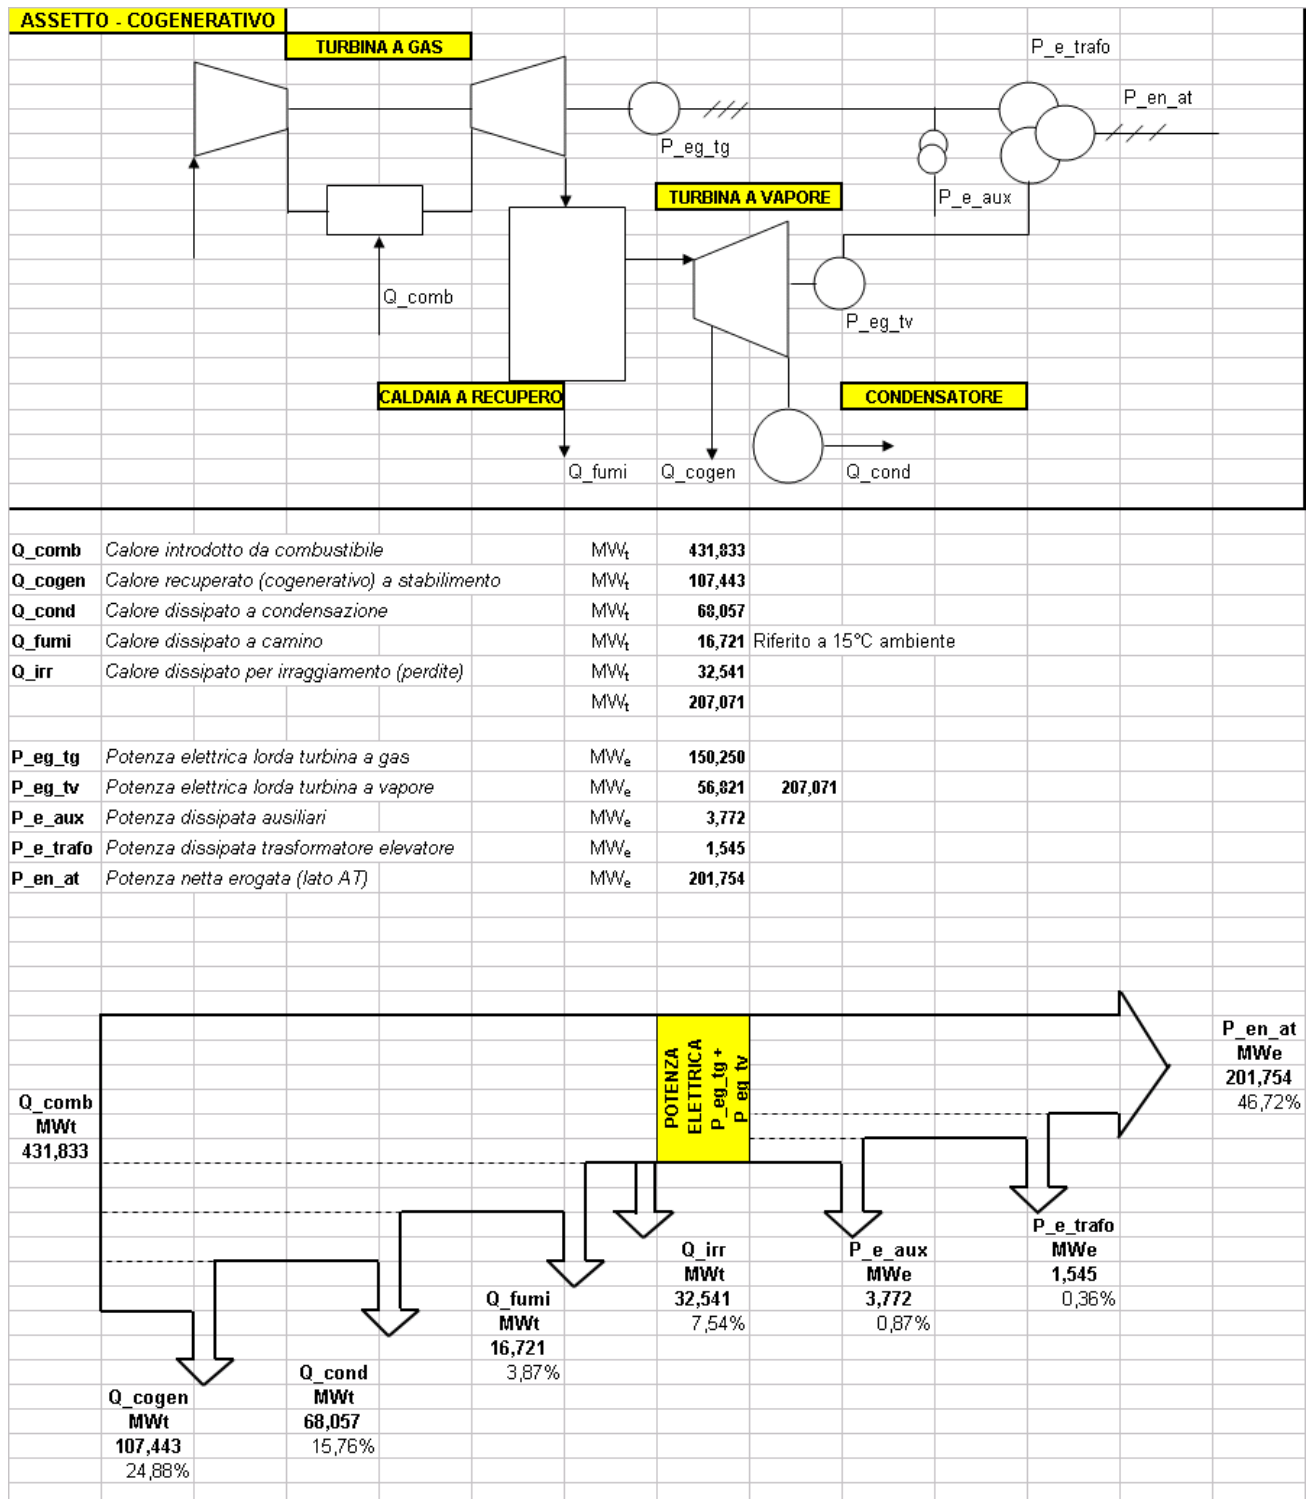 ASSETTO - COGENERATIVO
TURBINA A GAS
P_e_trafo
P_en_at
P_eg_tg
TURBINA A VAPORE
P_e_aux
Q_comb
P_eg_tv
CALDAIA A RECUPERO
CONDENSATORE
Q_fumi
Q_cogen
Q_cond
Q_comb Calore introdotto da combustibile MWt 431,833
Q_cogen Calore recuperato (cogenerativo) a stabilimento MWt 107,443
Q_cond Calore dissipato a condensazione MWt 68,057
Q_fumi Calore dissipato a camino MWt 16,721 Riferito a 15°C ambiente
Q_irr Calore dissipato per irraggiamento (perdite) MWt 32,541
MWt 207,071
P_eg_tg Potenza elettrica lorda turbina a gas MWe 150,250
P_eg_tv Potenza elettrica lorda turbina a vapore MWe 56,821 207,071
P_e_aux Potenza dissipata ausiliari MWe 3,772
P_e_trafo Potenza dissipata trasformatore elevatore MWe 1,545
P_en_at Potenza netta erogata (lato AT) MWe 201,754
Q_comb
MWt
431,833
POTENZA
ELETTRICA
P_eg_tg +
P_eg_tv
P_en_at
MWe
201,754
46,72%
Q_cogen
MWt
107,443
24,88%
Q_cond
MWt
68,057
15,76%
Q_fumi
MWt
16,721
3,87%
Q_irr
MWt
32,541
7,54%
P_e_aux
MWe
3,772
0,87%
P_e_trafo
MWe
1,545
0,36%